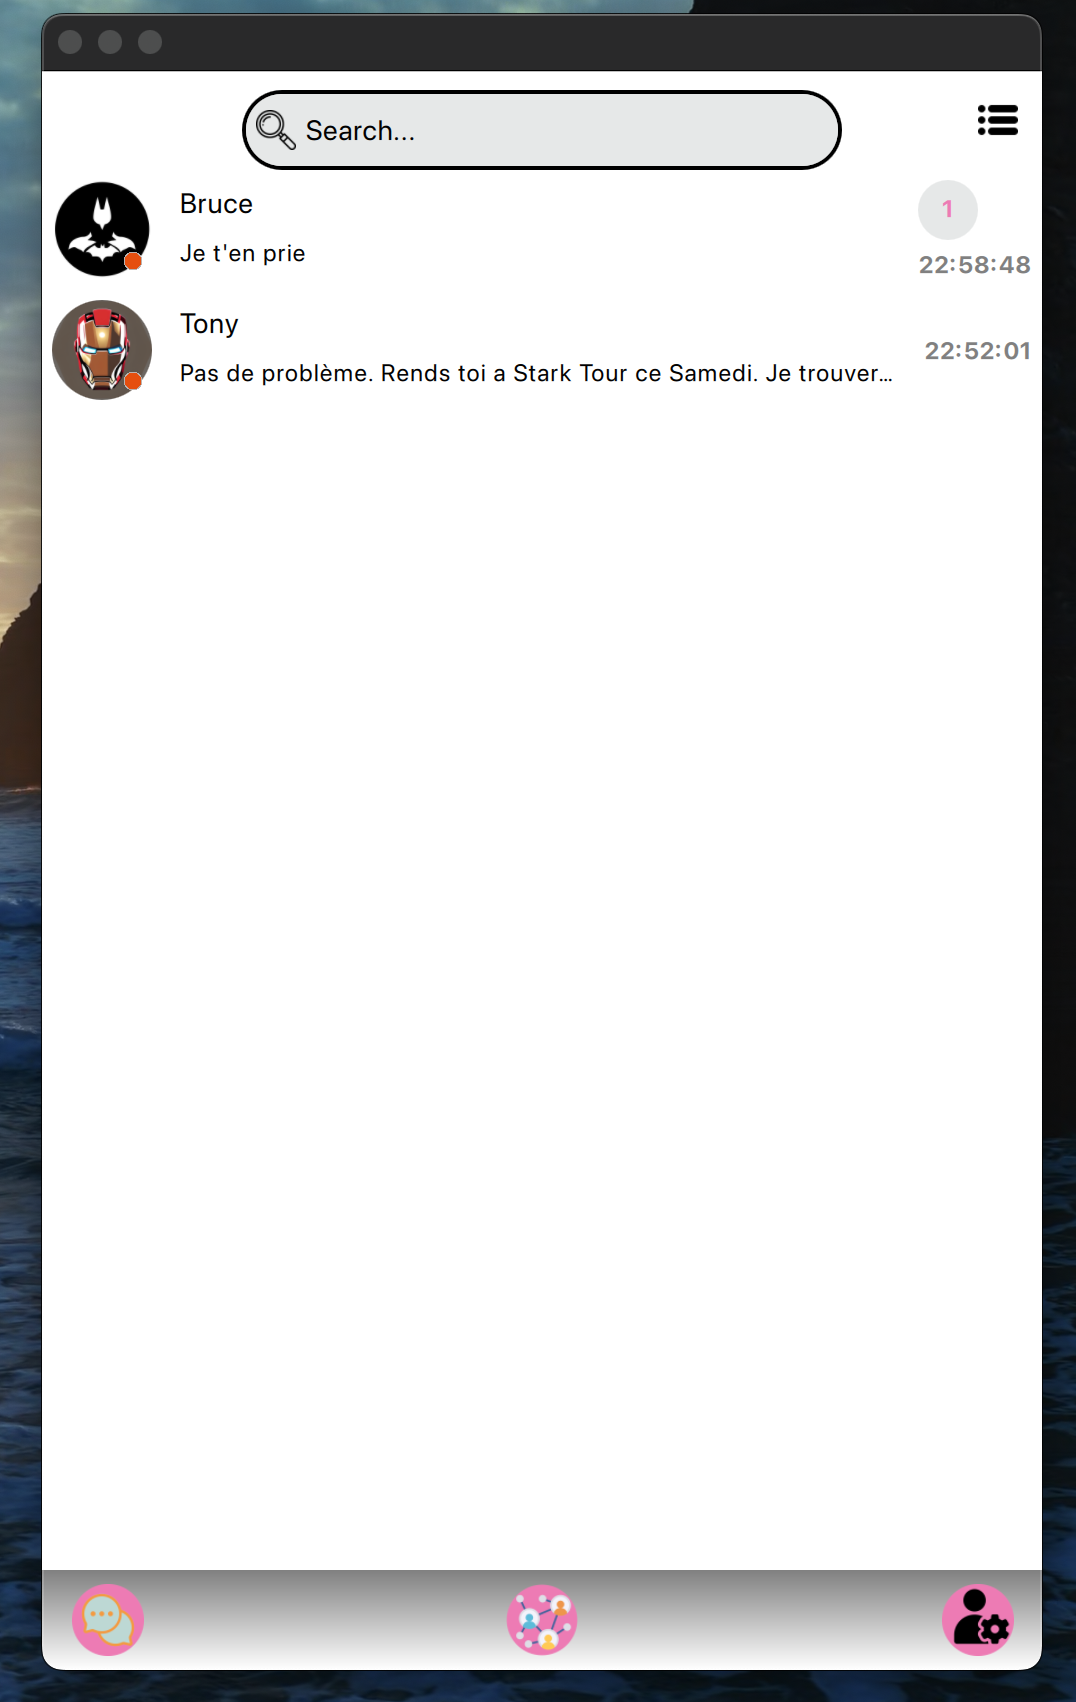 Search...
Bruce
1
Je t'en prie
22:58:48
Tony
22:52:01
Pas de problème. Rends toi a Stark Tour ce Samedi. Je trouver...